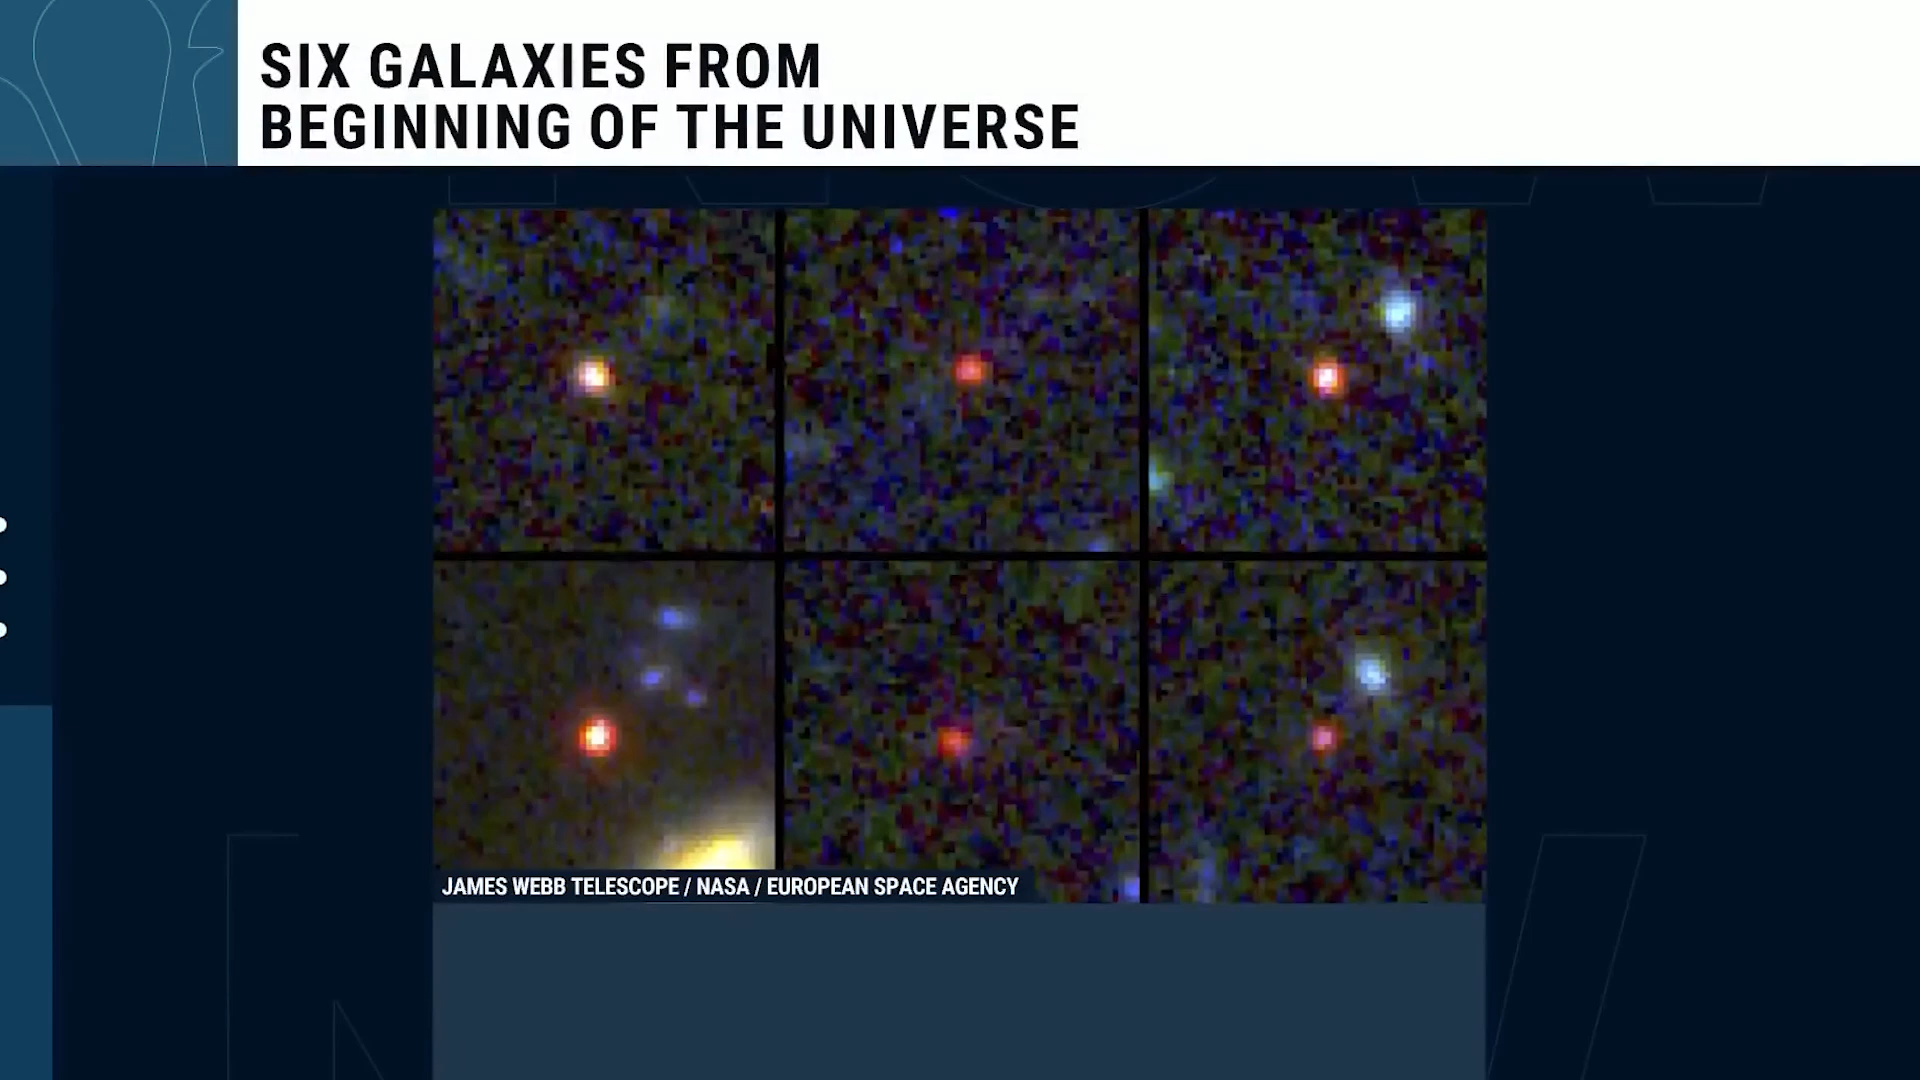 SIX GALAXIES FROM
BEGINNING OF THE UNIVERSE
JAMES WEBB TELESCOPE / NASA / EUROPEAN SPACE AGENCY